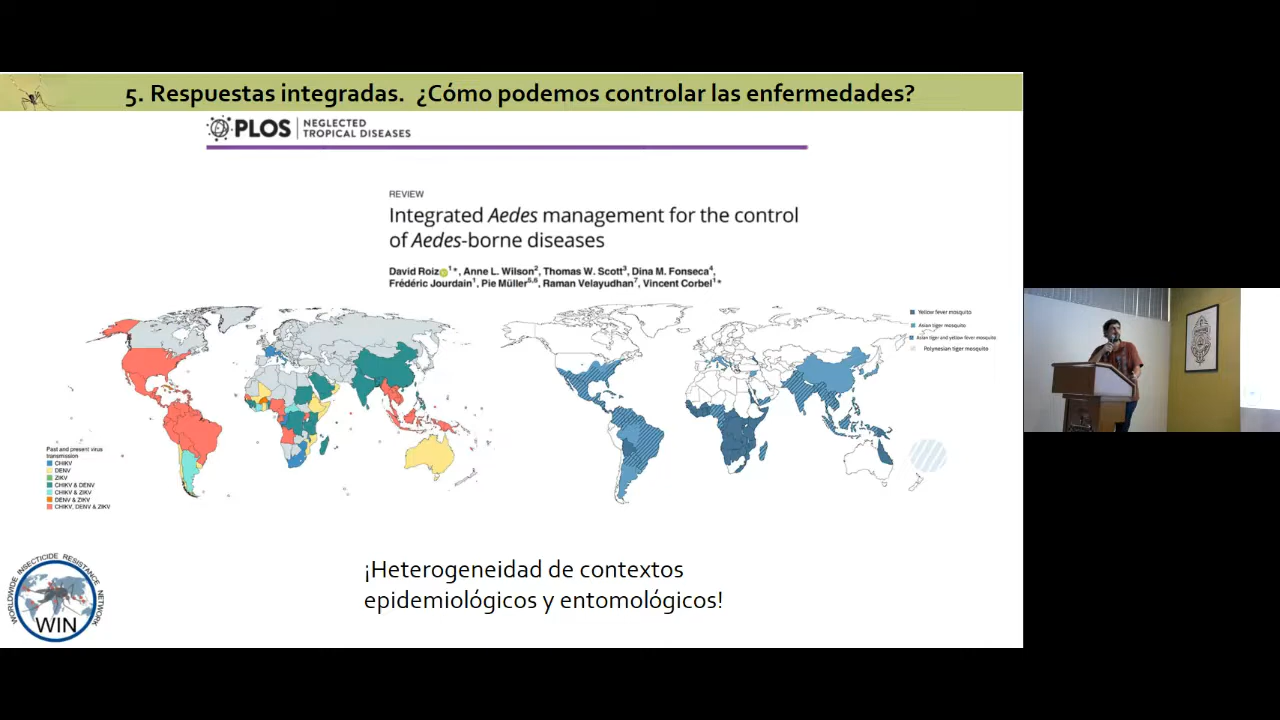 5. Respuestas integradas. ¿Cómo podemos controlar las enfermedades?
PLOS | NEGLECTED
TROPICAL DISEASES
REVIEW
Integrated Aedes management for the control
of Aedes-borne diseases
David Roiz1*, Anne L. Wilson2, Thomas W. Scott3, Dina M. Fonseca4,
Frédéric Jourdain1, Pie Müller5,6, Raman Velayudhan7, Vincent Corbel1*
Past and present virus
transmission
CHIKV
DENV
ZIKV
CHIKV & DENV
CHIKV & ZIKV
DENV & ZIKV
CHIKV, DENV & ZIKV
Yellow fever mosquito
Asian tiger mosquito
Asian tiger and yellow fever mosquito
Polynesian tiger mosquito
¡Heterogeneidad de contextos
epidemiológicos y entomológicos!
WORLDWIDE INSECTICIDE RESISTANCE NETWORK
WIN